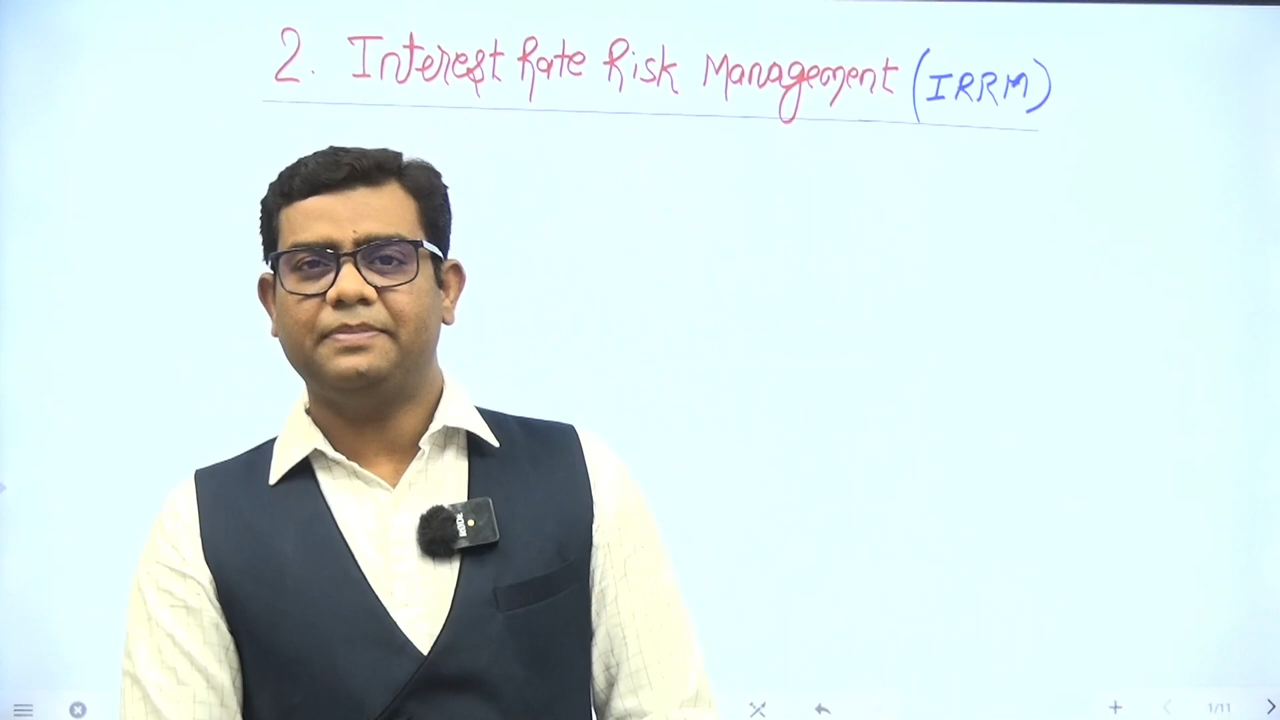 2. Interest Rate Risk Management (IRRM)
1/11